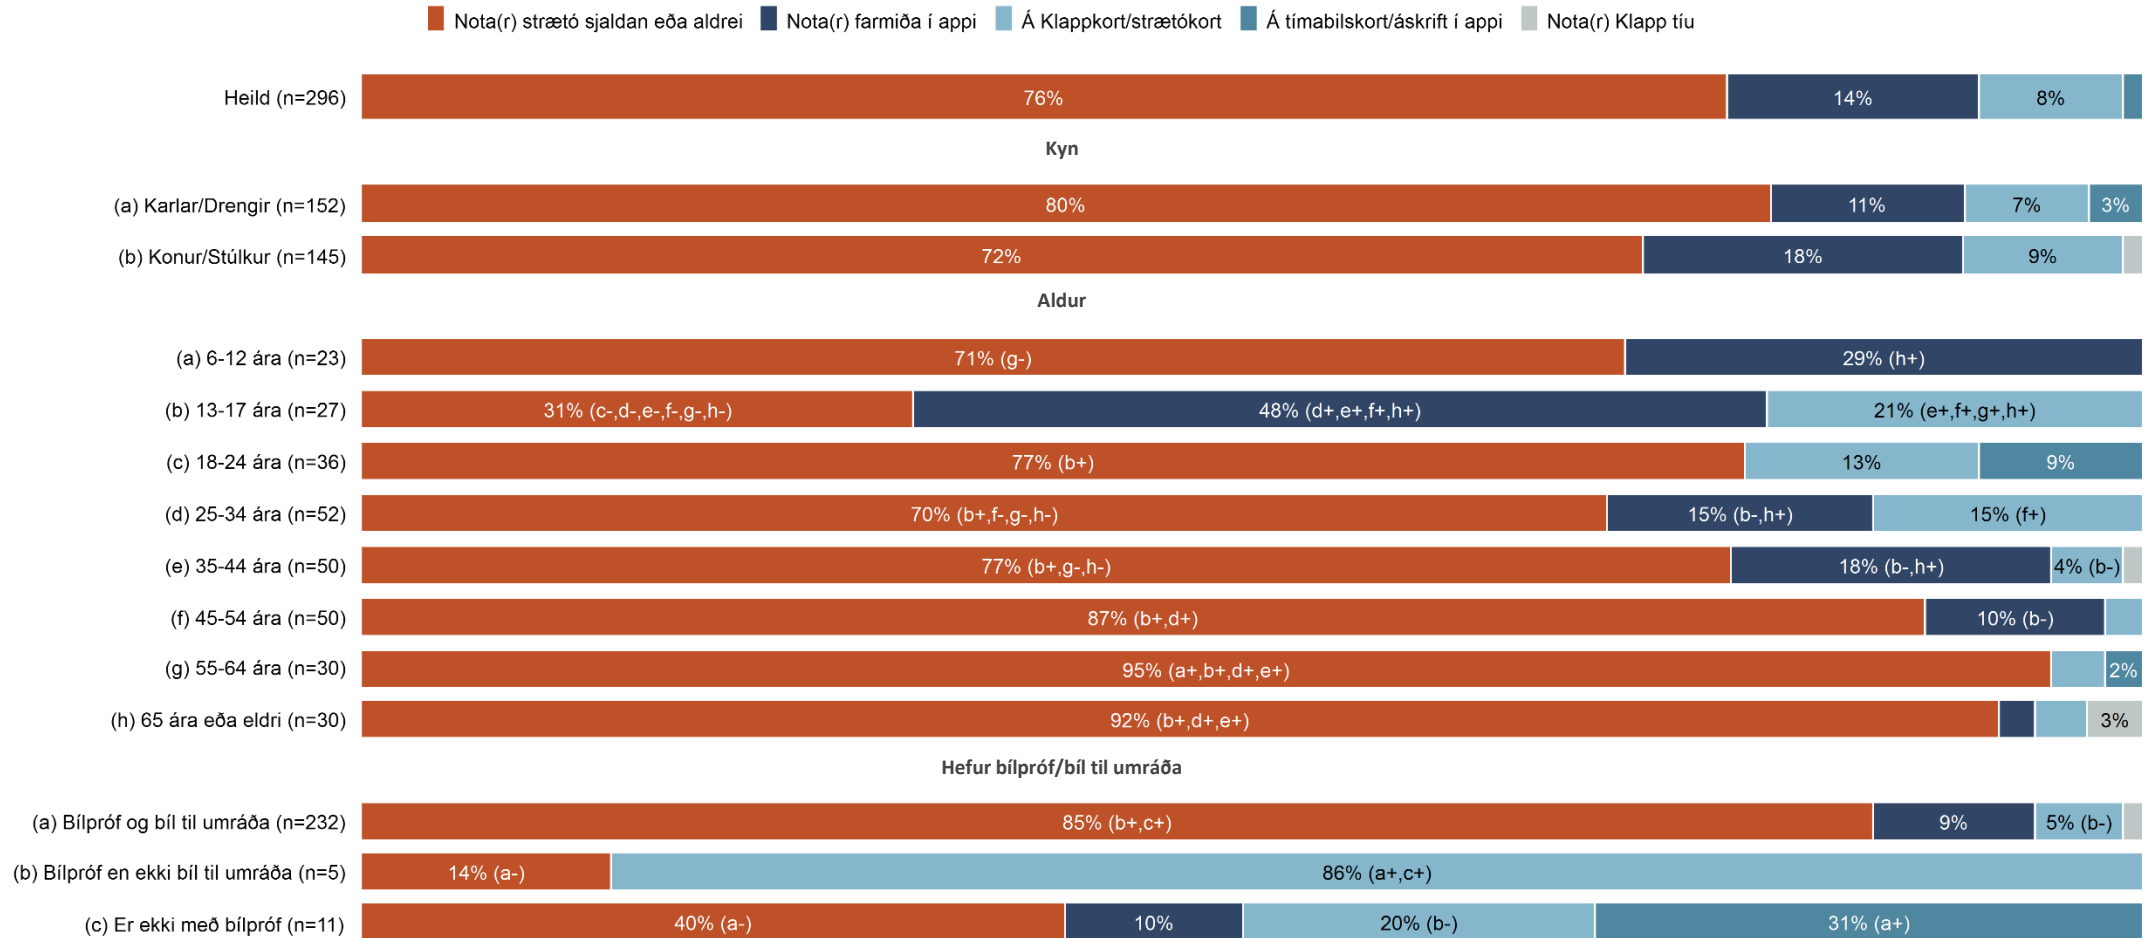 Nota(r) strætó sjaldan eða aldrei Nota(r) farmiða í appi Á Klappkort/strætókort Á tímabilskort/áskrift í appi Nota(r) Klapp tíu
Heild (n=296) 76% 14% 8%
Kyn
(a) Karlar/Drengir (n=152) 80% 11% 7% 3%
(b) Konur/Stúlkur (n=145) 72% 18% 9%
Aldur
(a) 6-12 ára (n=23) 71% (g-) 29% (h+)
(b) 13-17 ára (n=27) 31% (c-,d-,e-,f-,g-,h-) 48% (d+,e+,f+,h+) 21% (e+,f+,g+,h+)
(c) 18-24 ára (n=36) 77% (b+) 13% 9%
(d) 25-34 ára (n=52) 70% (b+,f-,g-,h-) 15% (b-,h+) 15% (f+)
(e) 35-44 ára (n=50) 77% (b+,g-,h-) 18% (b-,h+) 4% (b-)
(f) 45-54 ára (n=50) 87% (b+,d+) 10% (b-)
(g) 55-64 ára (n=30) 95% (a+,b+,d+,e+) 2%
(h) 65 ára eða eldri (n=30) 92% (b+,d+,e+) 3%
Hefur bílpróf/bíl til umráða
(a) Bílpróf og bíl til umráða (n=232) 85% (b+,c+) 9% 5% (b-)
(b) Bílpróf en ekki bíl til umráða (n=5) 14% (a-) 86% (a+,c+)
(c) Er ekki með bílpróf (n=11) 40% (a-) 10% 20% (b-) 31% (a+)